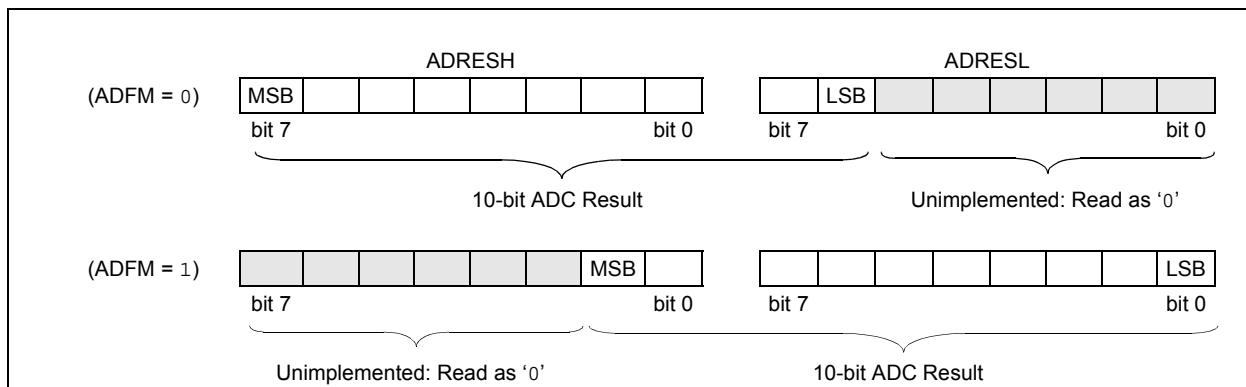 ADRESH ADRESL
(ADFM = 0) MSB LSB
bit 7 bit 0 bit 7 bit 0
10-bit ADC Result Unimplemented: Read as ‘0’
(ADFM = 1) MSB LSB
bit 7 bit 0 bit 7 bit 0
Unimplemented: Read as ‘0’ 10-bit ADC Result